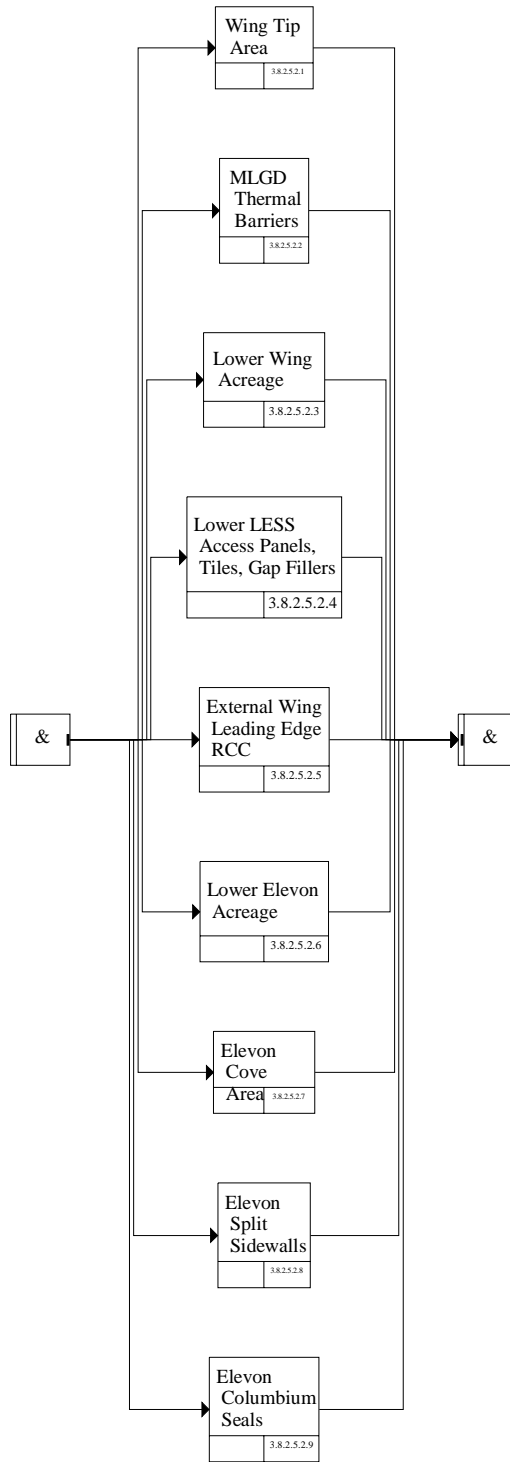 Wing Tip
Area
3.8.2.5.2.1
MLGD
Thermal
Barriers
3.8.2.5.2.2
Lower Wing
Acreage
3.8.2.5.2.3
Lower LESS
Access Panels,
Tiles, Gap Fillers
3.8.2.5.2.4
&
External Wing
Leading Edge
RCC
3.8.2.5.2.5
&
Lower Elevon
Acreage
3.8.2.5.2.6
Elevon
Cove
Area
3.8.2.5.2.7
Elevon
Split
Sidewalls
3.8.2.5.2.8
Elevon
Columbium
Seals
3.8.2.5.2.9